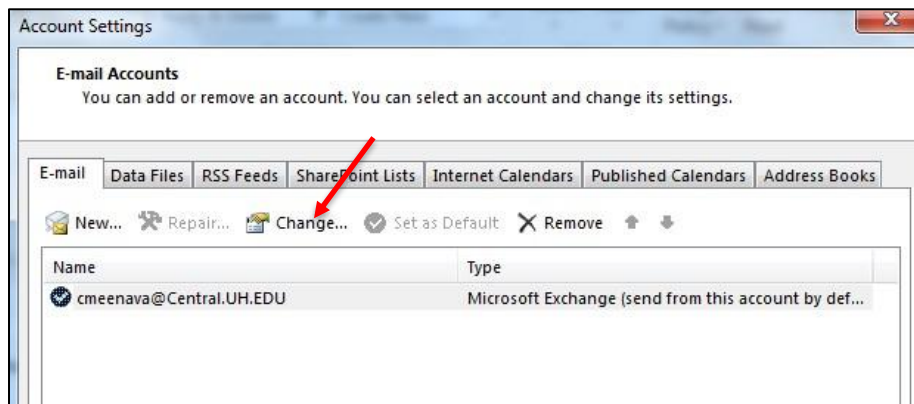 Account Settings
E-mail Accounts
You can add or remove an account. You can select an account and change its settings.
E-mail Data Files RSS Feeds SharePoint Lists Internet Calendars Published Calendars Address Books
New... Repair... Change... Set as Default Remove
Name Type
cmeenava@Central.UH.EDU Microsoft Exchange (send from this account by def...